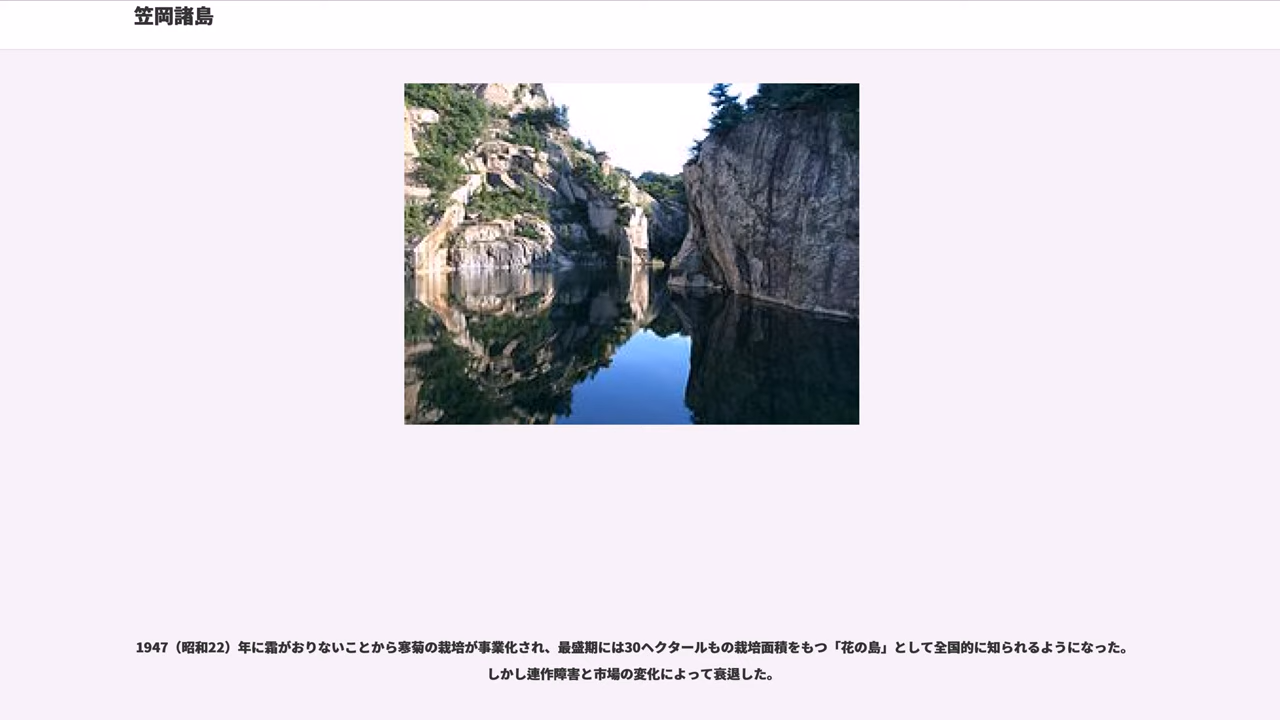 笠岡諸島
1947（昭和22）年に霜がおりないことから寒菊の栽培が事業化され、最盛期には30ヘクタールもの栽培面積をもつ「花の島」として全国的に知られるようになった。
しかし連作障害と市場の変化によって衰退した。